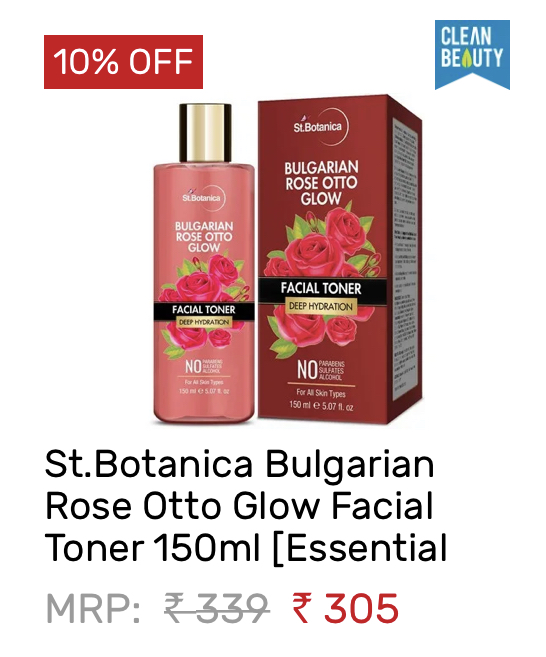 10% OFF
CLEAN
BEAUTY
St.Botanica
BULGARIAN
ROSE OTTO
GLOW
FACIAL TONER
DEEP HYDRATION
NO PARABENS
SULFATES
ALCOHOL
For All Skin Types
150 ml ℮ 5.07 fl. oz
St.Botanica
BULGARIAN
ROSE OTTO
GLOW
FACIAL TONER
DEEP HYDRATION
NO PARABENS
SULFATES
ALCOHOL
For All Skin Types
150 ml ℮ 5.07 fl. oz
St.Botanica Bulgarian
Rose Otto Glow Facial
Toner 150ml [Essential
MRP: ₹ 339 ₹ 305